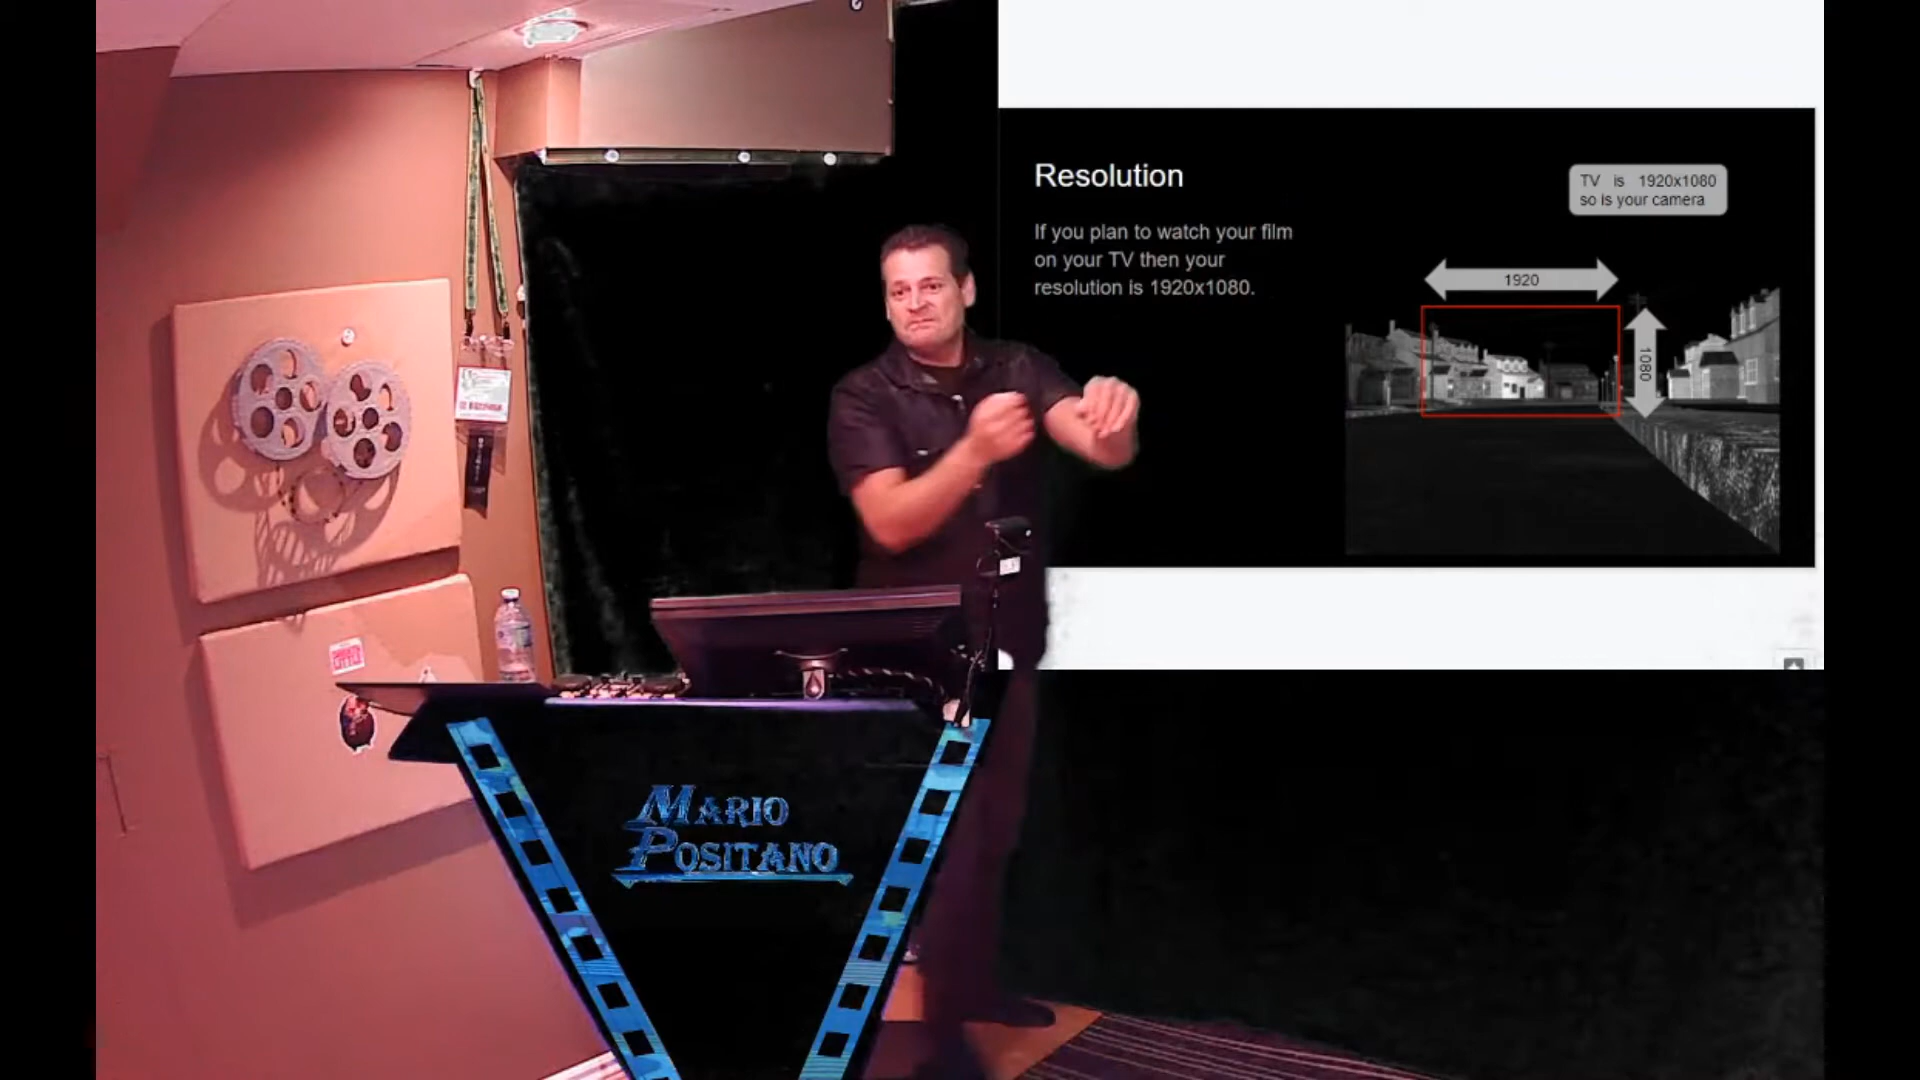 Resolution
If you plan to watch your film
on your TV then your
resolution is 1920x1080.
TV is 1920x1080
so is your camera
1920
1080
MARIO
POSITANO